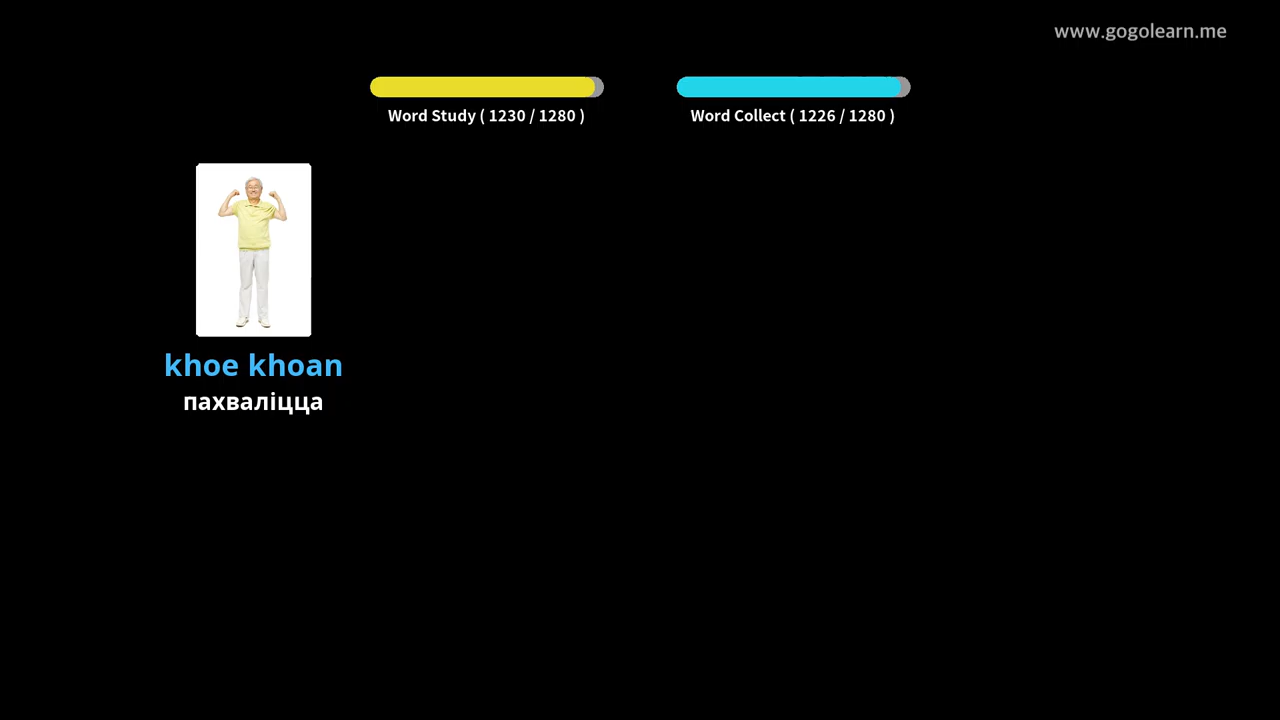 www.gogolearn.me
Word Study ( 1230 / 1280 )
Word Collect ( 1226 / 1280 )
khoe khoan
пахваліцца